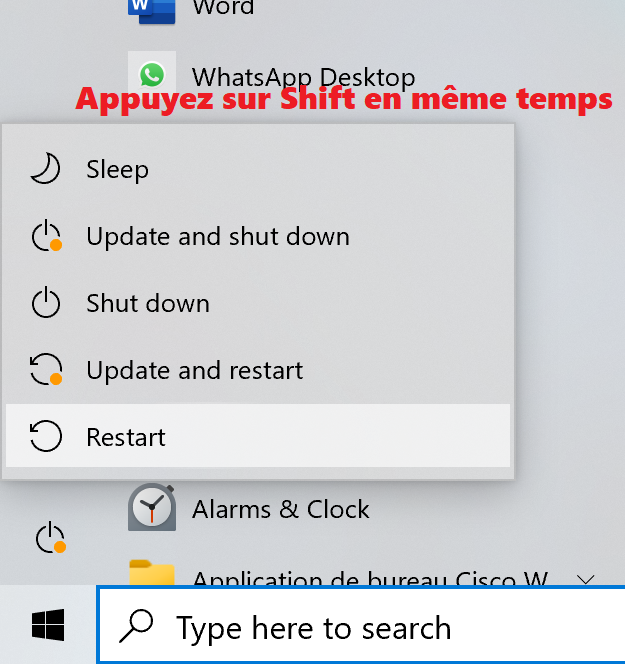 Word
WhatsApp Desktop
Appuyez sur Shift en même temps
Sleep
Update and shut down
Shut down
Update and restart
Restart
Alarms & Clock
Application de bureau Cisco W
Type here to search